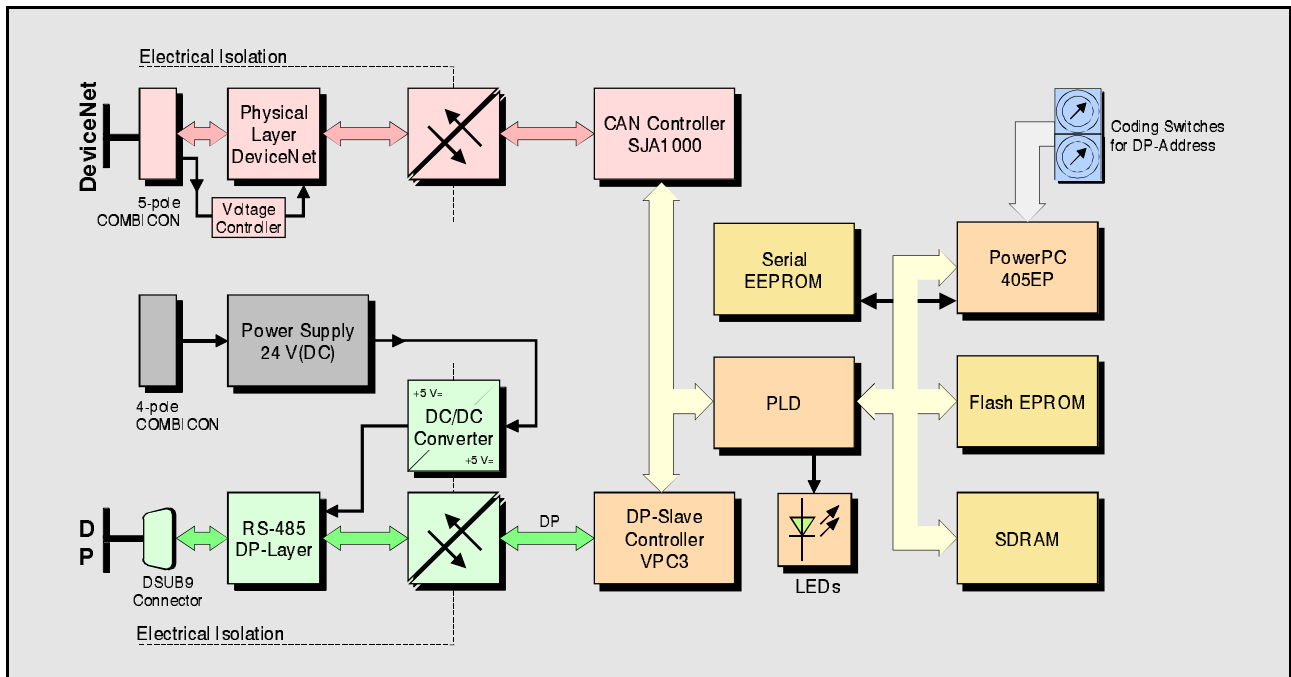 Electrical Isolation
DeviceNet
5-pole
COMBICON
Physical
Layer
DeviceNet
Voltage
Controller
CAN Controller
SJA1000
Coding Switches
for DP-Address
Serial
EEPROM
PowerPC
405EP
Power Supply
24 V(DC)
4-pole
COMBICON
+5 V=
DC/DC
Converter
+5 V=
PLD
Flash EPROM
DP
DSUB9
Connector
RS-485
DP-Layer
DP
DP-Slave
Controller
VPC3
LEDs
SDRAM
Electrical Isolation